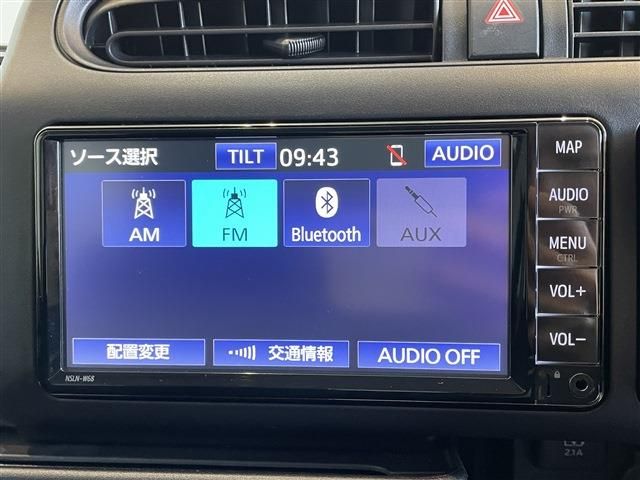 ソース選択 TILT 09:43 AUDIO
AM FM Bluetooth AUX
配置変更 交通情報 AUDIO OFF
NSLN-W68
MAP
AUDIO
PWR
MENU
CTRL
VOL+
VOL-
2.1A